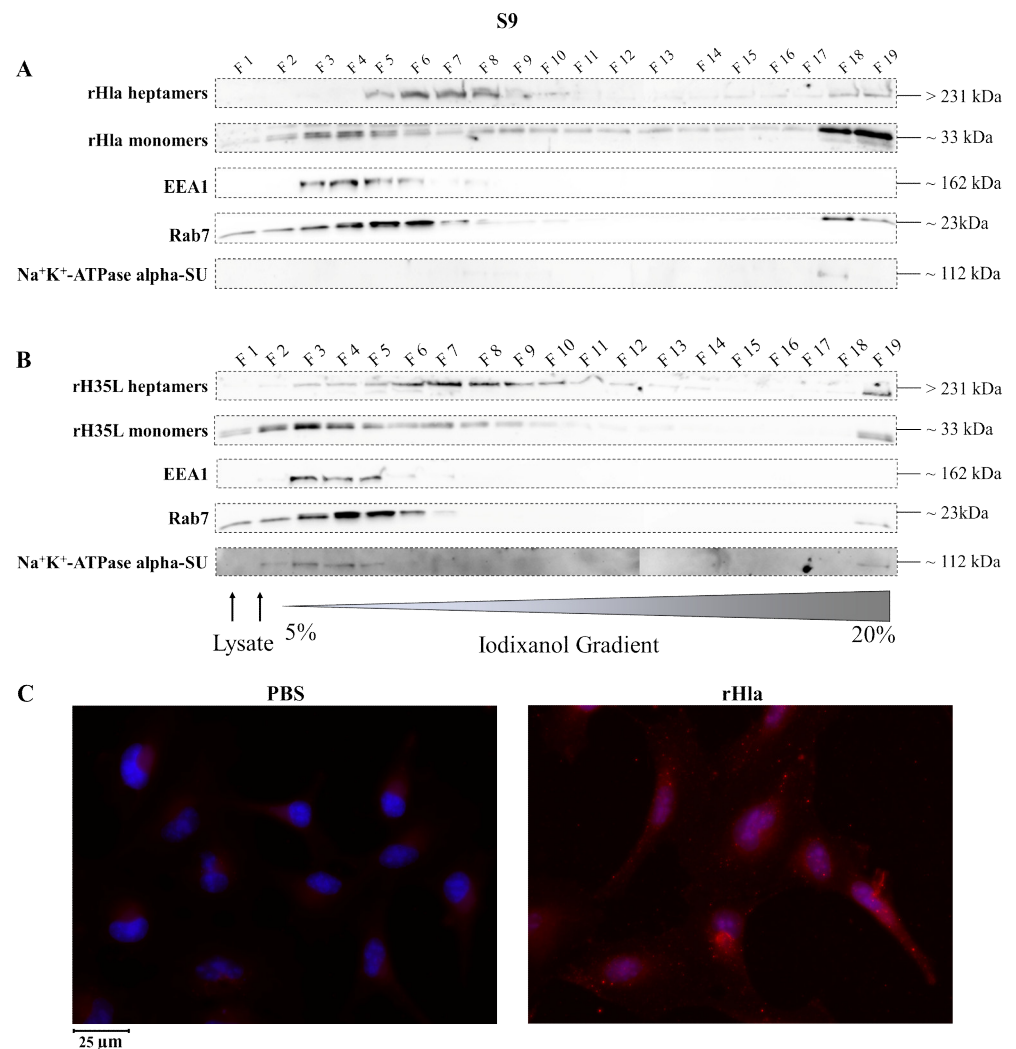 S9
A
F 1 F 2 F 3 F 4 F 5 F 6 F 7 F 8 F 9 F 10 F 11 F 12 F 13 F 14 F 15 F 16 F 17 F 18 F 19
rHla heptamers > 231 kDa
rHla monomers ~ 33 kDa
EEA1 ~ 162 kDa
Rab7 ~ 23kDa
Na⁺K⁺-ATPase alpha-SU ~ 112 kDa
B
F 1 F 2 F 3 F 4 F 5 F 6 F 7 F 8 F 9 F 10 F 11 F 12 F 13 F 14 F 15 F 16 F 17 F 18 F 19
rH35L heptamers > 231 kDa
rH35L monomers ~ 33 kDa
EEA1 ~ 162 kDa
Rab7 ~ 23kDa
Na⁺K⁺-ATPase alpha-SU ~ 112 kDa
Lysate 5% Iodixanol Gradient 20%
C
PBS rHla
25 µm